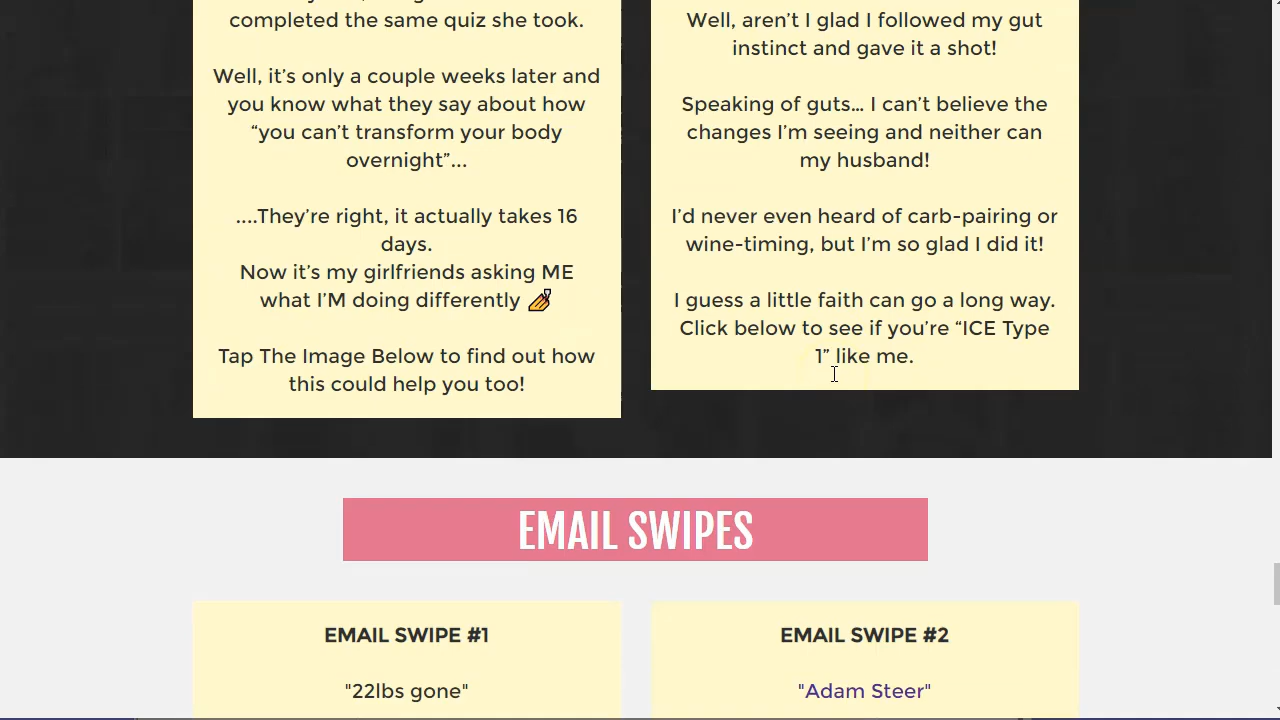 completed the same quiz she took.
Well, it’s only a couple weeks later and
you know what they say about how
“you can’t transform your body
overnight”...
....They’re right, it actually takes 16
days.
Now it’s my girlfriends asking ME
what I’M doing differently 💅
Tap The Image Below to find out how
this could help you too!
Well, aren’t I glad I followed my gut
instinct and gave it a shot!
Speaking of guts… I can’t believe the
changes I’m seeing and neither can
my husband!
I’d never even heard of carb-pairing or
wine-timing, but I’m so glad I did it!
I guess a little faith can go a long way.
Click below to see if you’re “ICE Type
1” like me.
EMAIL SWIPES
EMAIL SWIPE #1
"22lbs gone"
EMAIL SWIPE #2
"Adam Steer"